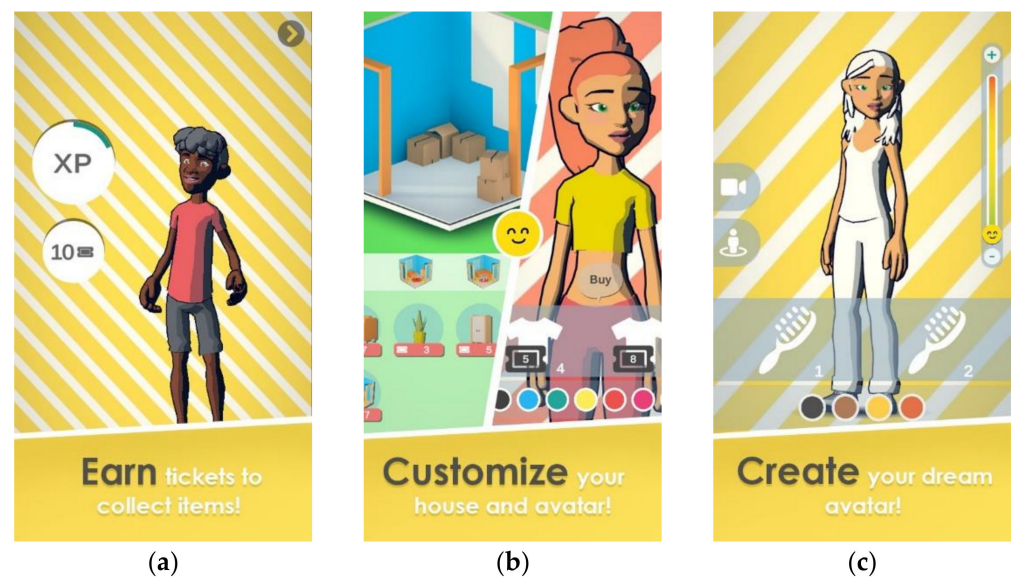 XP
10
Earn tickets to
collect items!
(a)
Buy
5
4
8
7
3
5
7
Customize your
house and avatar!
(b)
+
-
1
2
Create your dream
avatar!
(c)